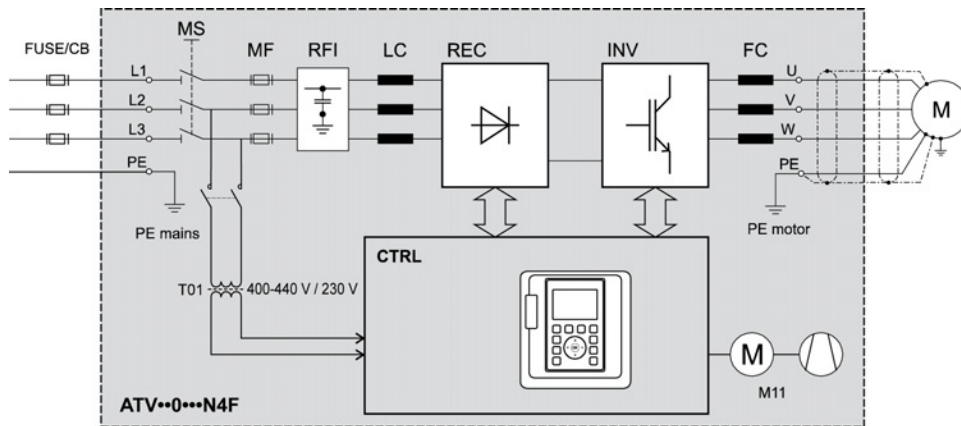 FUSE/CB
MS
MF
RFI
LC
REC
INV
FC
L1
L2
L3
PE
U
V
W
PE
M
PE mains
PE motor
CTRL
T01
400-440 V / 230 V
M
M11
ATV••0•••N4F